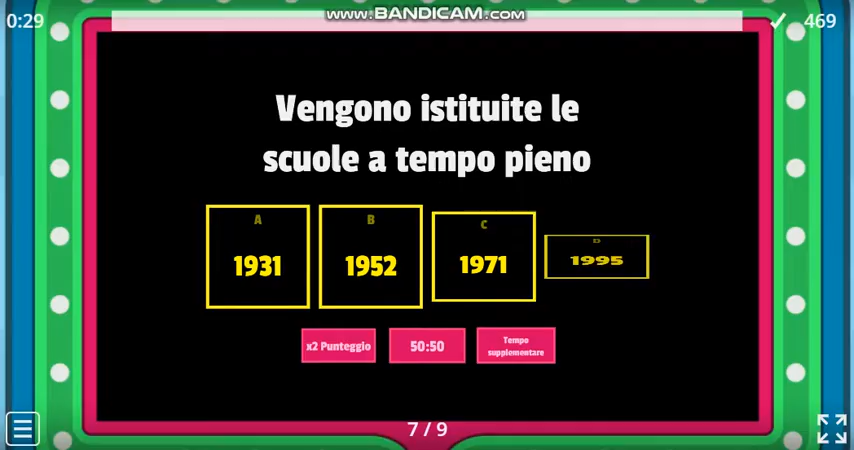 www.BANDICAM.com
0:29
469
Vengono istituite le
scuole a tempo pieno
A
B
C
D
1931
1952
1971
1995
x2 Punteggio
50:50
Tempo
supplementare
7 / 9